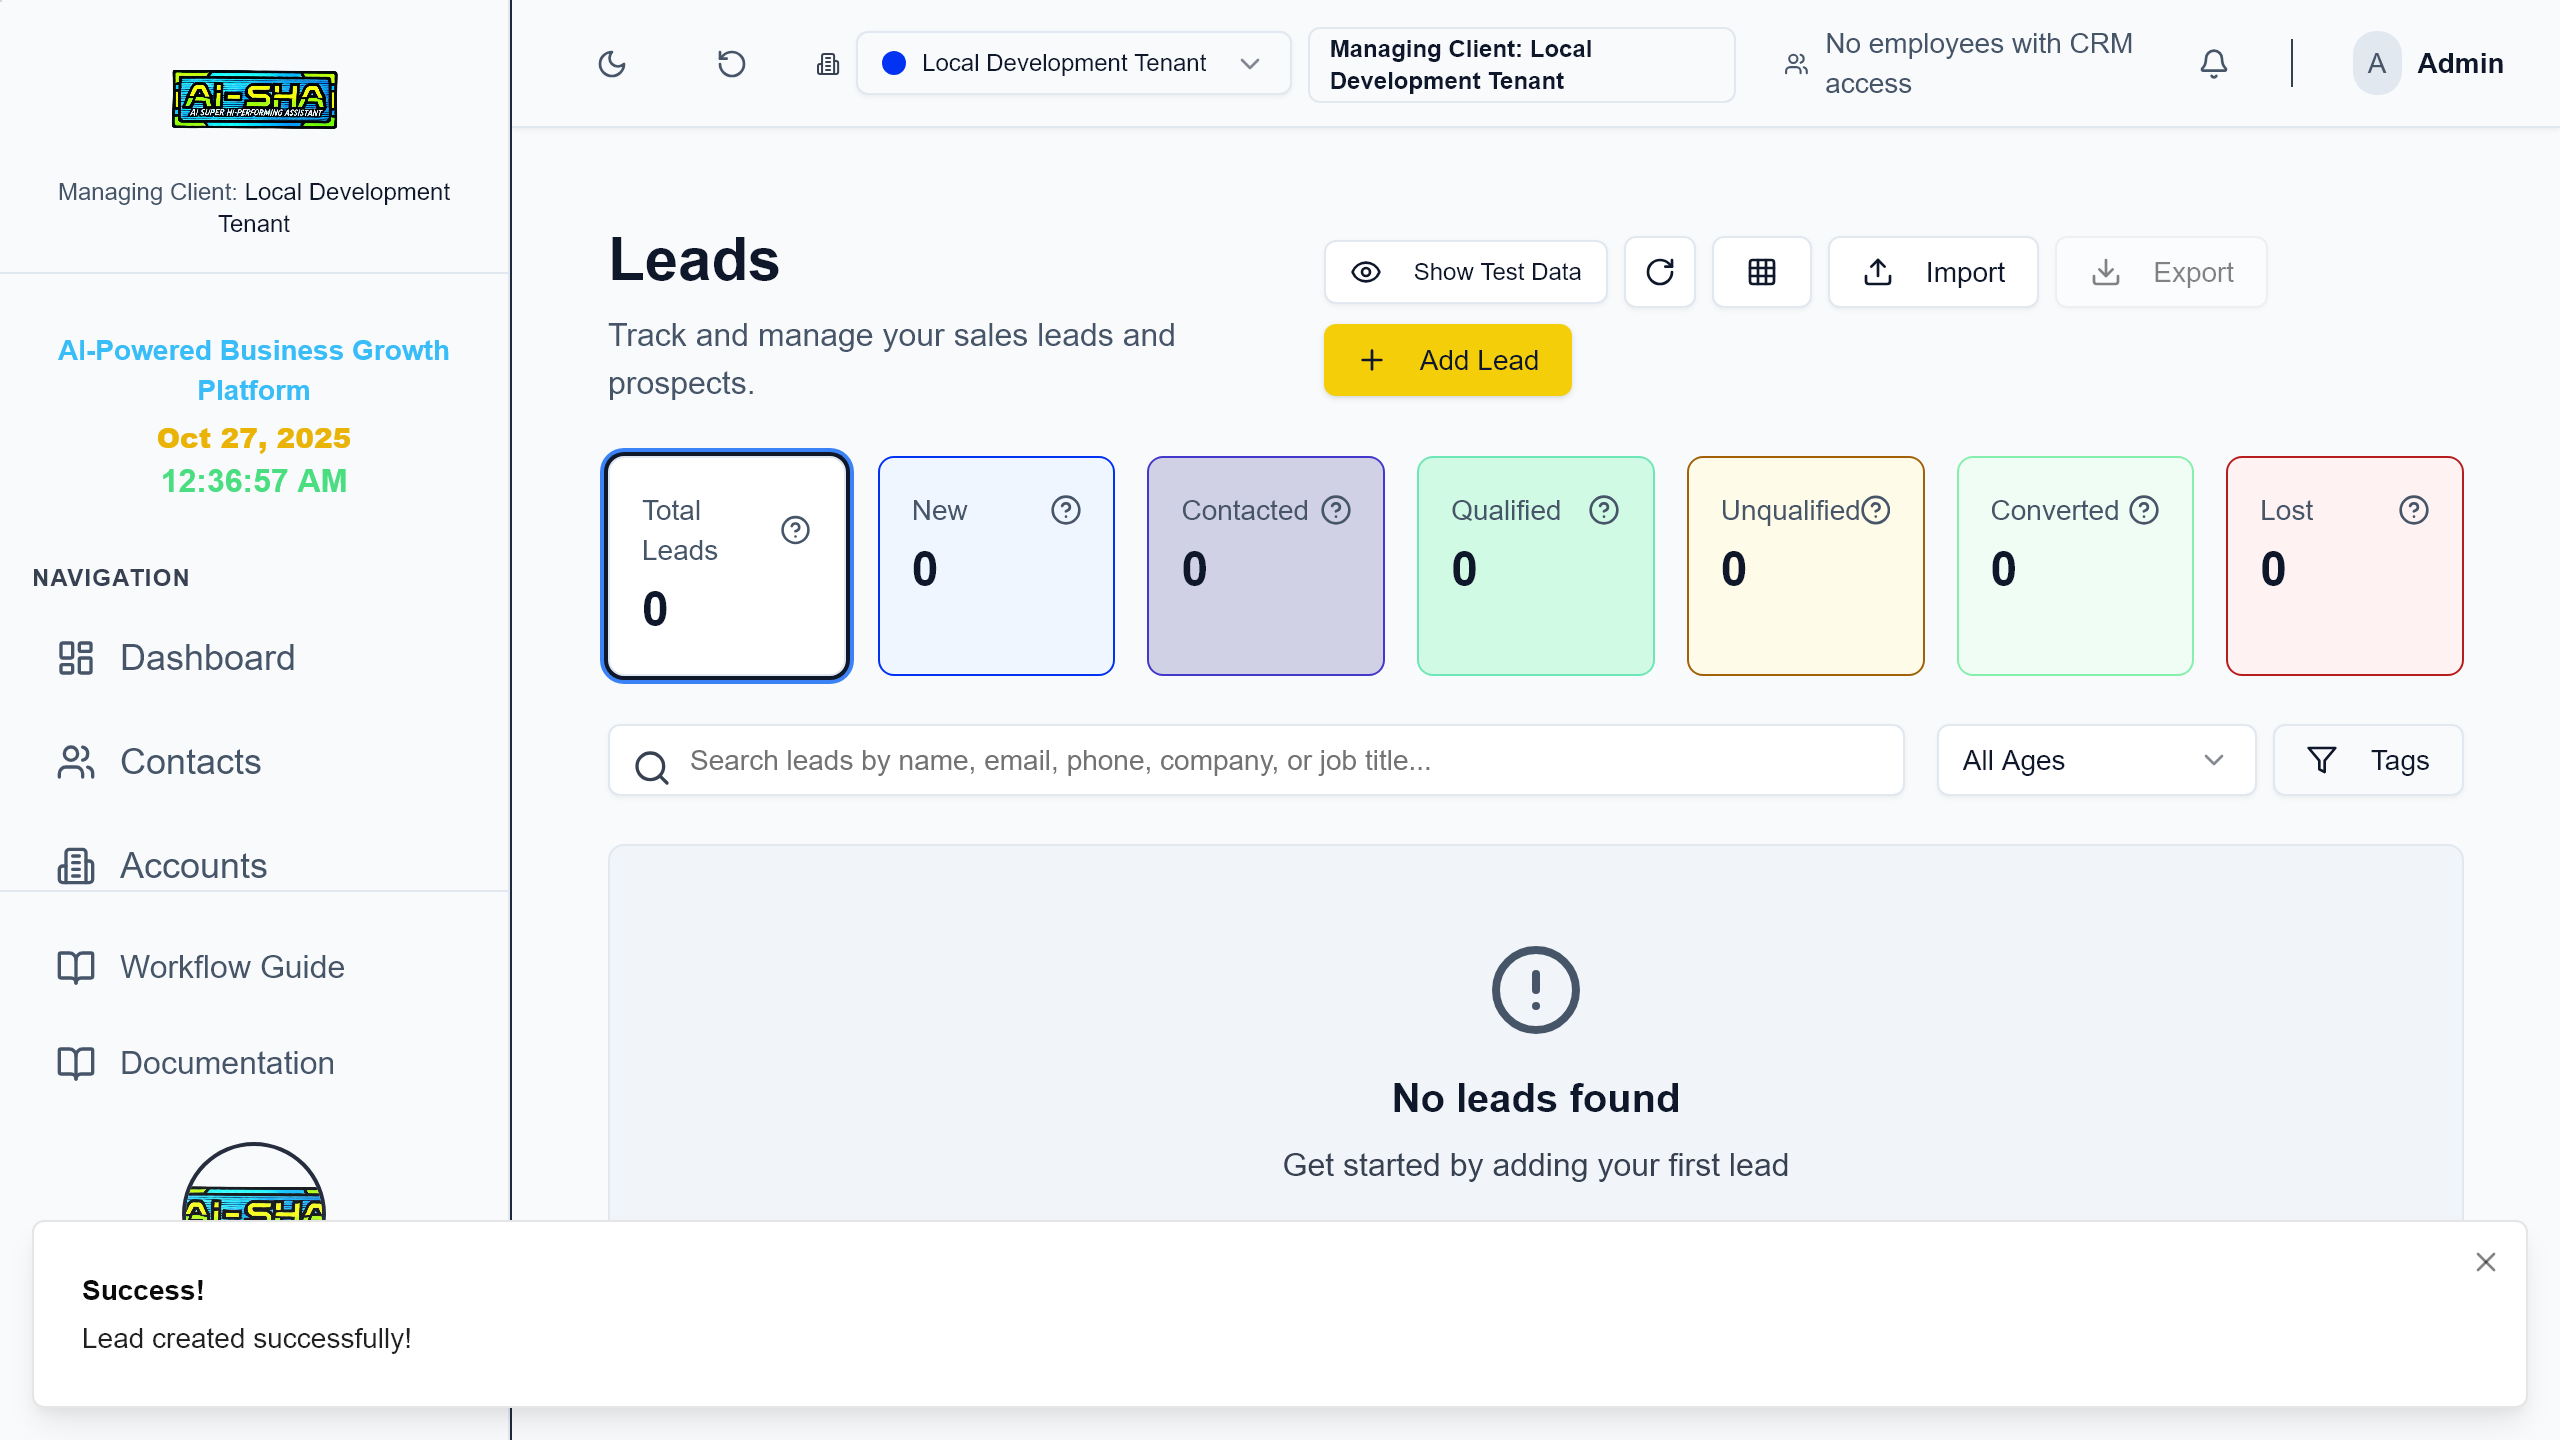 Ai-SHA
AI SUPER HI-PERFORMING ASSISTANT
Managing Client: Local Development
Tenant
AI-Powered Business Growth
Platform
Oct 27, 2025
12:36:57 AM
NAVIGATION
Dashboard
Contacts
Accounts
Workflow Guide
Documentation
Ai-SHA
Local Development Tenant
Managing Client: Local
Development Tenant
No employees with CRM
access
A
Admin
Leads
Track and manage your sales leads and
prospects.
Show Test Data
Import
Export
Add Lead
Total
Leads
0
New
0
Contacted
0
Qualified
0
Unqualified
0
Converted
0
Lost
0
Search leads by name, email, phone, company, or job title...
All Ages
Tags
No leads found
Get started by adding your first lead
Success!
Lead created successfully!